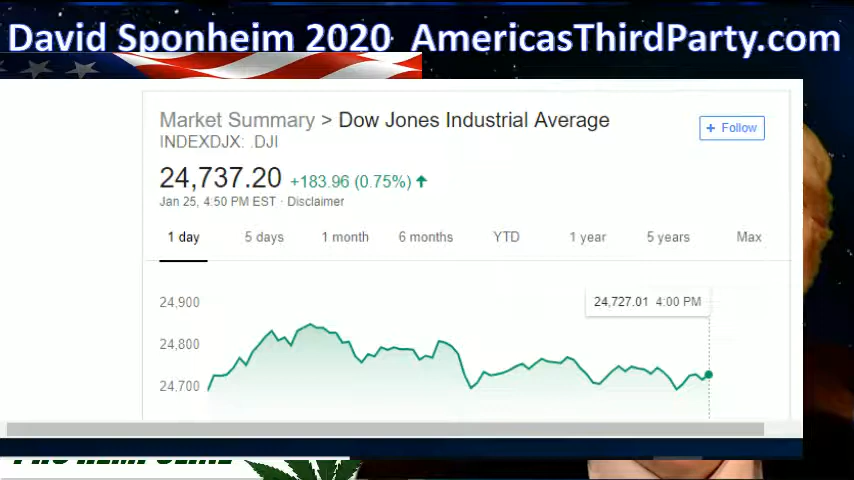 David Sponheim 2020 AmericasThirdParty.com
Market Summary > Dow Jones Industrial Average
+ Follow
INDEXDJX: .DJI
24,737.20 +183.96 (0.75%) ↑
Jan 25, 4:50 PM EST · Disclaimer
1 day 5 days 1 month 6 months YTD 1 year 5 years Max
24,900
24,727.01 4:00 PM
24,800
24,700